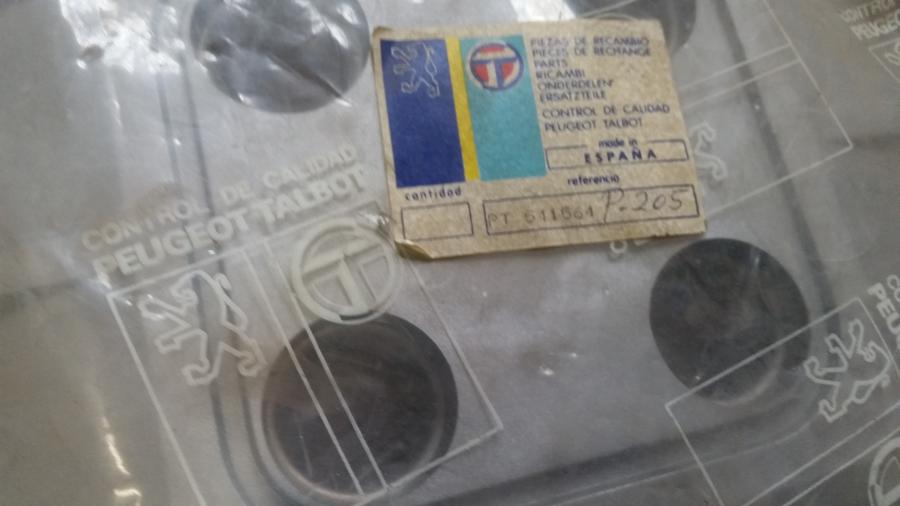 PIEZAS DE RECAMBIO
PIECES DE RECHANGE
PARTS
RICAMBI
ONDERDELEN
ERSATZTEILE
CONTROL DE CALIDAD
PEUGEOT TALBOT
made in
ESPAÑA
cantidad
referencia
PT 511561 P-205
CONTROL DE CALIDAD
PEUGEOT TALBOT